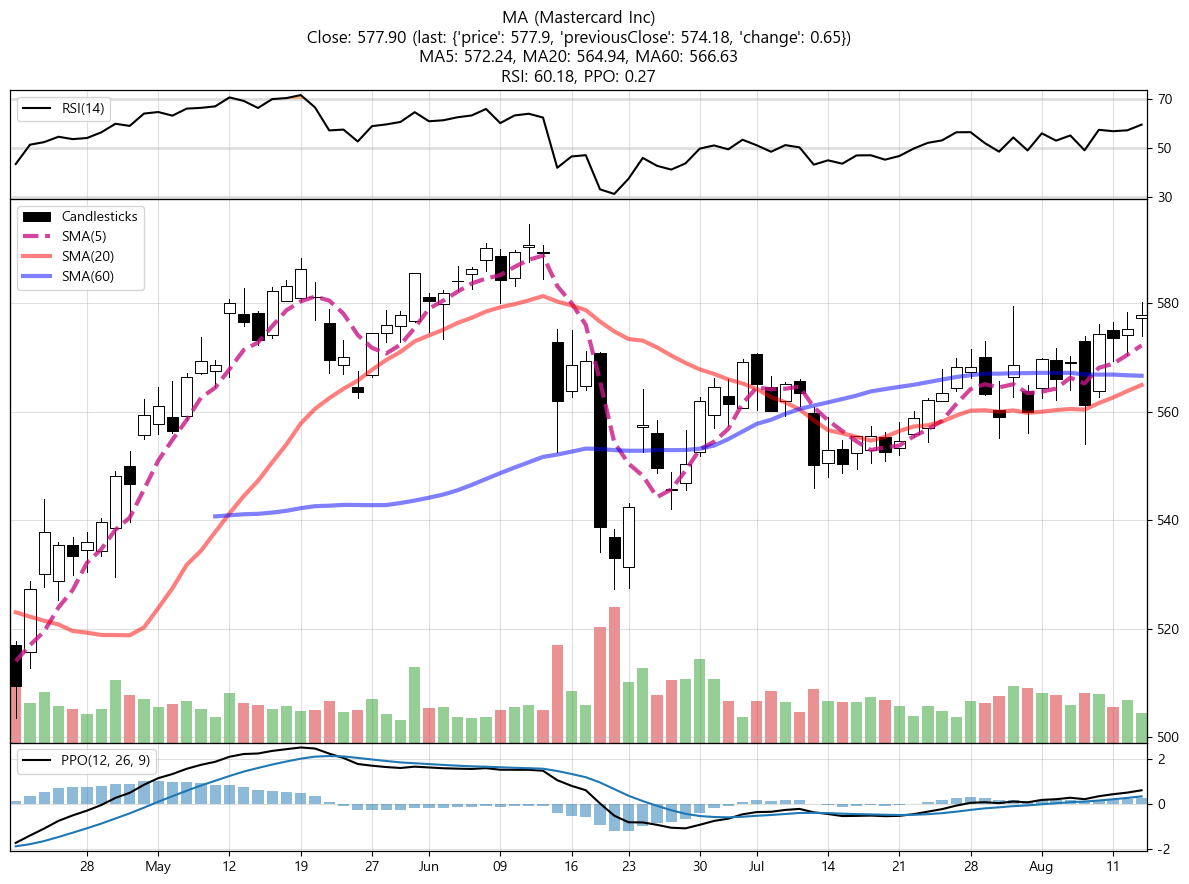 MA (Mastercard Inc)
Close: 577.90 (last: {'price': 577.9, 'previousClose': 574.18, 'change': 0.65})
MA5: 572.24, MA20: 564.94, MA60: 566.63
RSI: 60.18, PPO: 0.27
RSI(14)
70
50
30
Candlesticks
SMA(5)
SMA(20)
SMA(60)
580
560
540
520
500
PPO(12, 26, 9)
2
0
-2
28 May 12 19 27 Jun 09 16 23 30 Jul 14 21 28 Aug 11